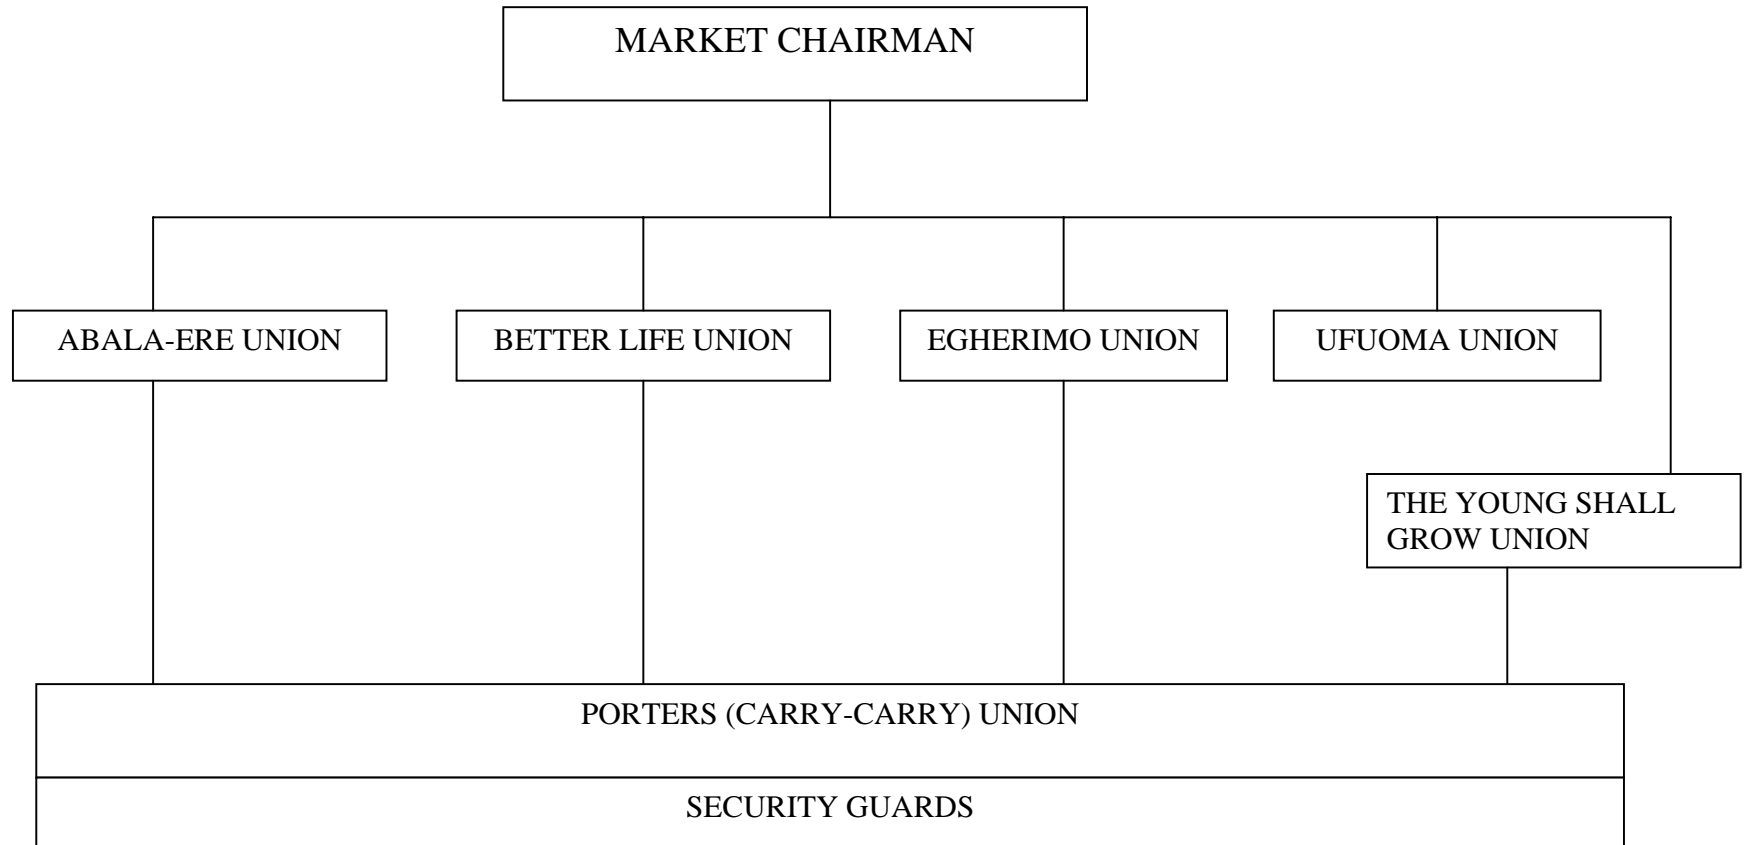 MARKET CHAIRMAN
ABALA-ERE UNION
BETTER LIFE UNION
EGHERIMO UNION
UFUOMA UNION
THE YOUNG SHALL
GROW UNION
PORTERS (CARRY-CARRY) UNION
SECURITY GUARDS